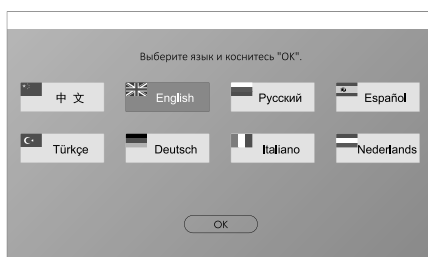 Выберите язык и коснитесь "OK".
中 文 English Русский Español
Türkçe Deutsch Italiano Nederlands
OK